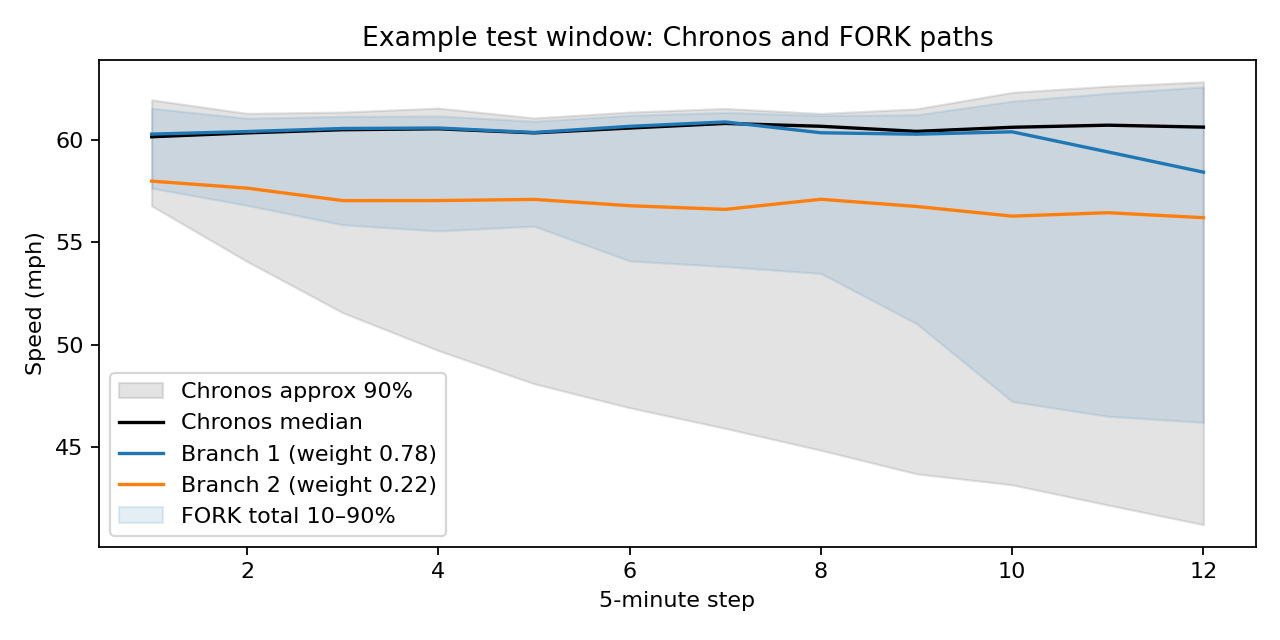 Example test window: Chronos and FORK paths
Speed (mph)
60
55
50
45
Chronos approx 90%
Chronos median
Branch 1 (weight 0.78)
Branch 2 (weight 0.22)
FORK total 10–90%
2 4 6 8 10 12
5-minute step